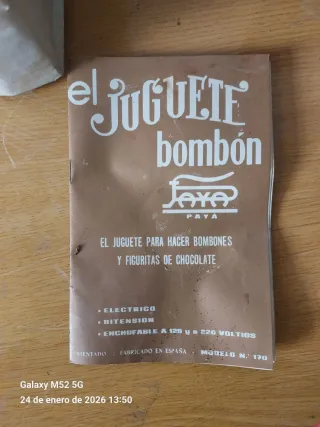 el JUGUETE
bombón
PAYA
PAYA
EL JUGUETE PARA HACER BOMBONES
Y FIGURITAS DE CHOCOLATE
• ELECTRICO
• BITENSION
• ENCHUFABLE A 125 y a 220 VOLTIOS
FABRICADO EN ESPAÑA - MODELO N.° 170
Galaxy M52 5G
24 de enero de 2026 13:50